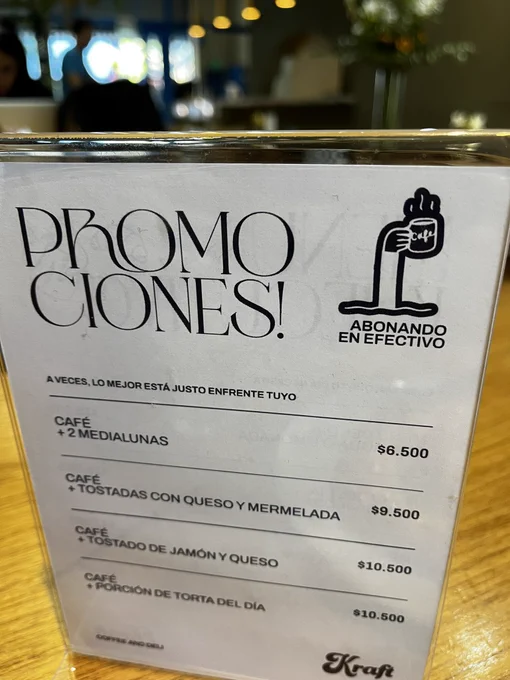 PROMO
CIONES!
Café
ABONANDO
EN EFECTIVO
A VECES, LO MEJOR ESTÁ JUSTO ENFRENTE TUYO
CAFÉ
+ 2 MEDIALUNAS
$6.500
CAFÉ
+ TOSTADAS CON QUESO Y MERMELADA
$9.500
CAFÉ
+ TOSTADO DE JAMÓN Y QUESO
$10.500
CAFÉ
+ PORCIÓN DE TORTA DEL DÍA
$10.500
COFFEE AND DELI
Kraft